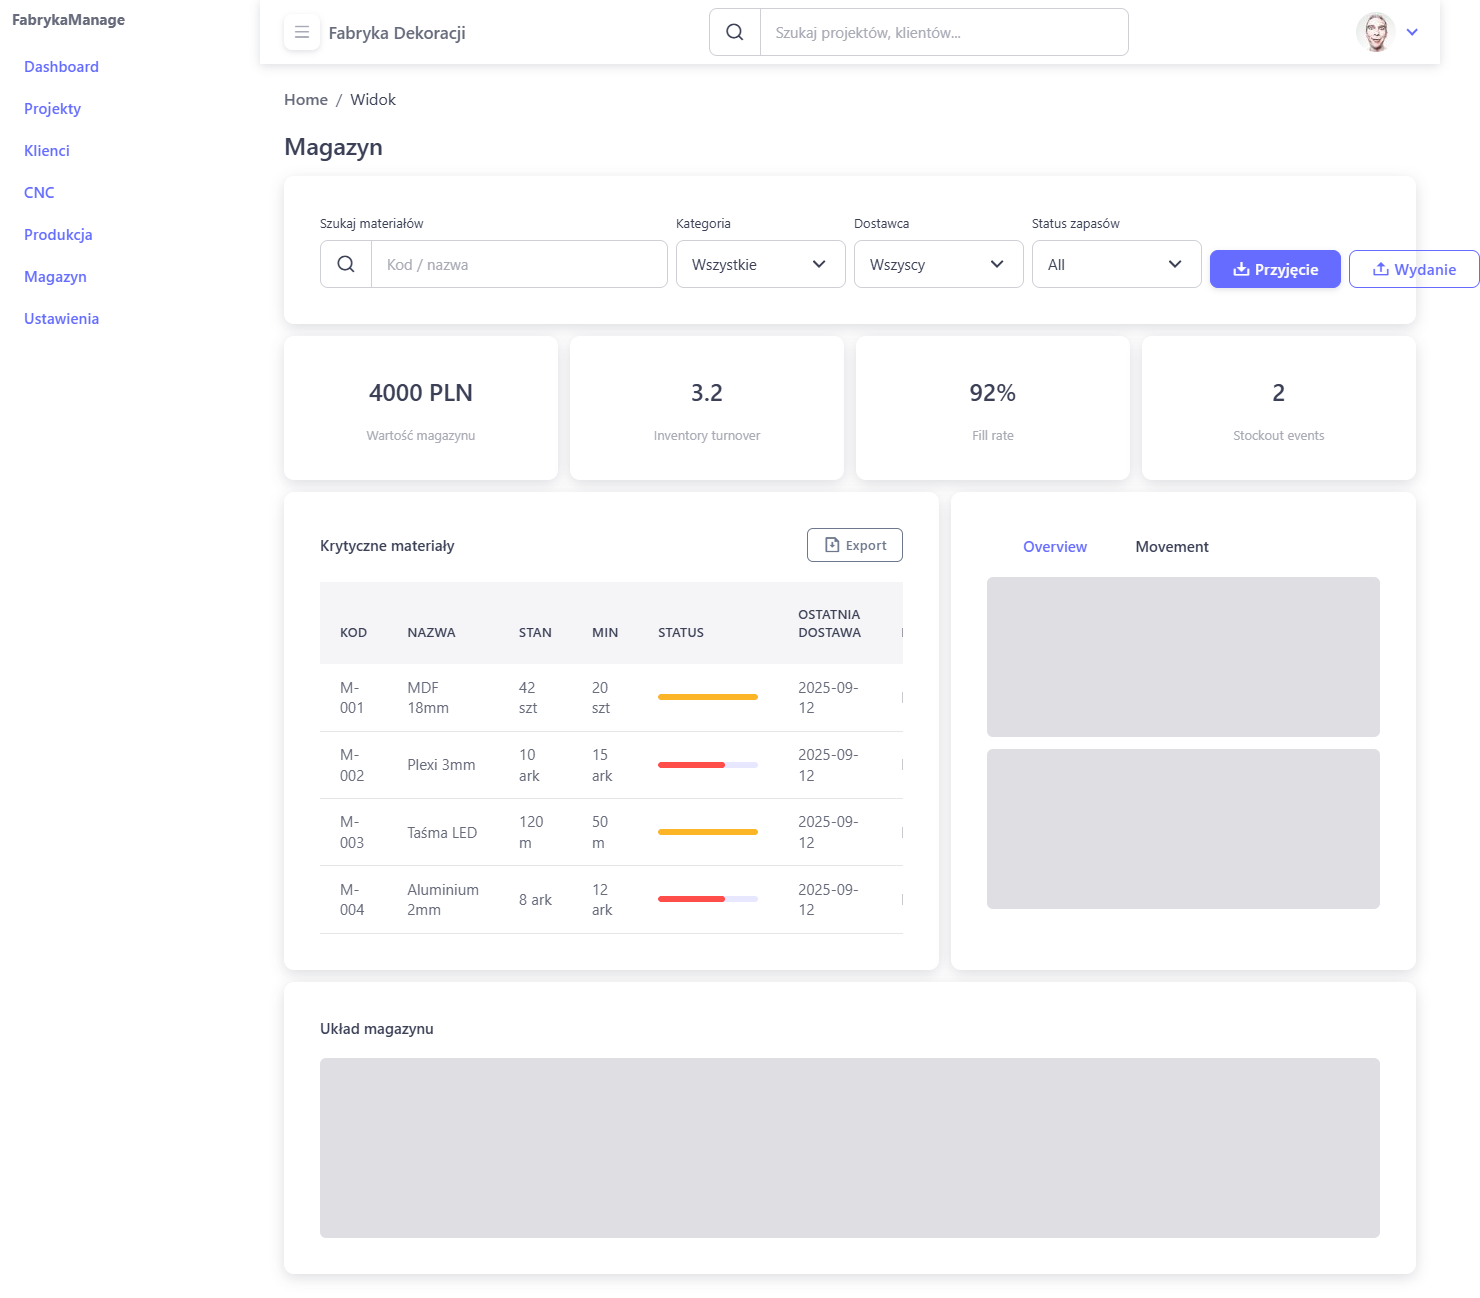 FabrykaManage
Dashboard
Projekty
Klienci
CNC
Produkcja
Magazyn
Ustawienia
Fabryka Dekoracji
Szukaj projektów, klientów...
Home / Widok
Magazyn
Szukaj materiałów
Kod / nazwa
Kategoria
Wszystkie
Dostawca
Wszyscy
Status zapasów
All
Przyjęcie
Wydanie
4000 PLN
Wartość magazynu
3.2
Inventory turnover
92%
Fill rate
2
Stockout events
Krytyczne materiały
Export
KOD NAZWA STAN MIN STATUS OSTATNIA
DOSTAWA
M- MDF 42 20 2025-09-
001 18mm szt szt 12
M- 10 15 2025-09-
Plexi 3mm
002 ark ark 12
M- 120 50 2025-09-
Taśma LED
003 m m 12
M- Aluminium 12 2025-09-
8 ark
004 2mm ark 12
Overview Movement
Układ magazynu